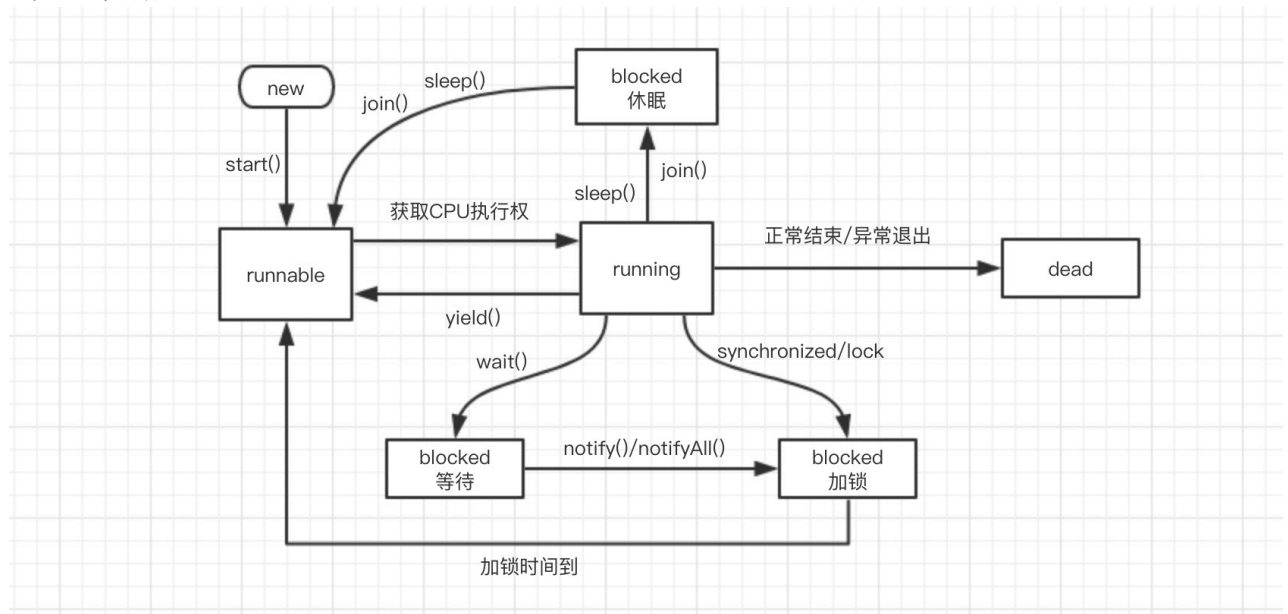 new
blocked
休眠
sleep()
join()
start()
join()
sleep()
获取CPU执行权
正常结束/异常退出
runnable
running
dead
yield()
wait()
synchronized/lock
blocked
等待
notify()/notifyAll()
blocked
加锁
加锁时间到